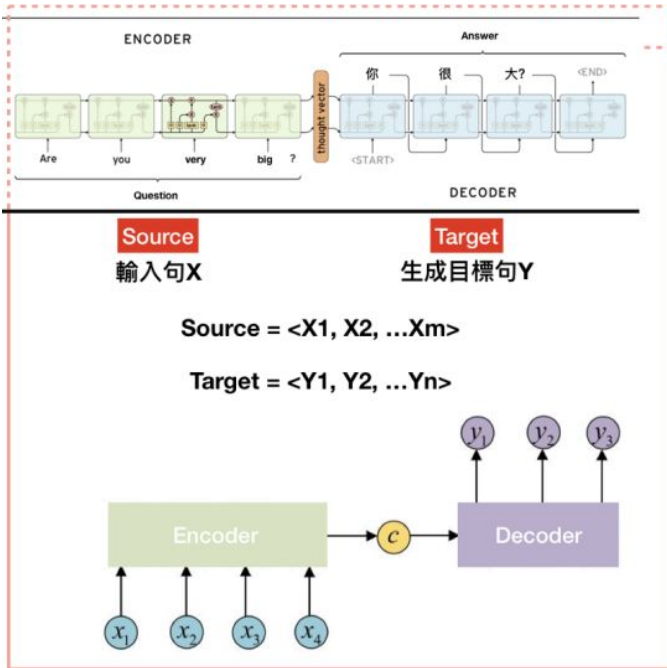 ENCODER
Answer
你 很 大? <END>
thought vector
Are you very big ?
<START>
Question
DECODER
Source
Target
輸入句X
生成目標句Y
Source = <X1, X2, ...Xm>
Target = <Y1, Y2, ...Yn>
y1 y2 y3
Encoder
c
Decoder
x1 x2 x3 x4